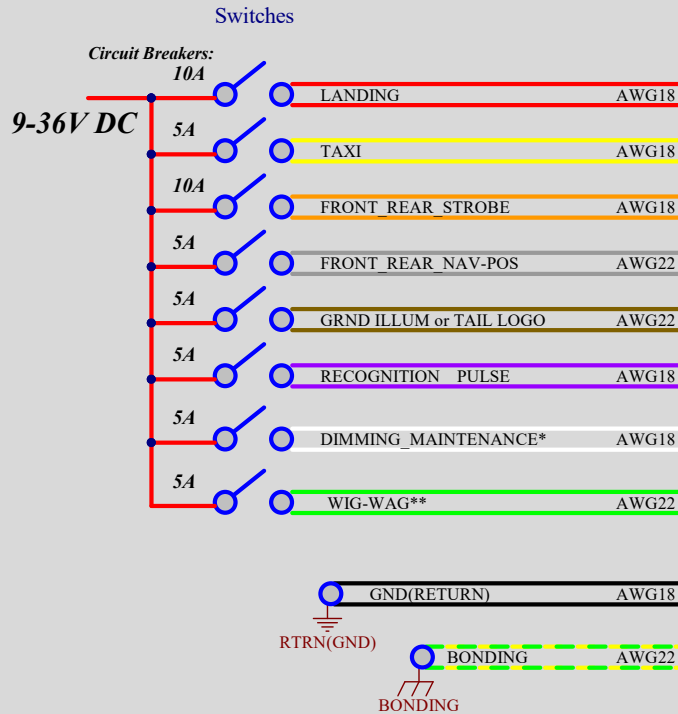 Switches
Circuit Breakers:
10A
LANDING AWG18
9-36V DC
5A
TAXI AWG18
10A
FRONT_REAR_STROBE AWG18
5A
FRONT_REAR_NAV-POS AWG22
5A
GRND ILLUM or TAIL LOGO AWG22
5A
RECOGNITION PULSE AWG18
5A
DIMMING_MAINTENANCE* AWG18
5A
WIG-WAG** AWG22
GND(RETURN) AWG18
RTRN(GND)
BONDING AWG22
BONDING